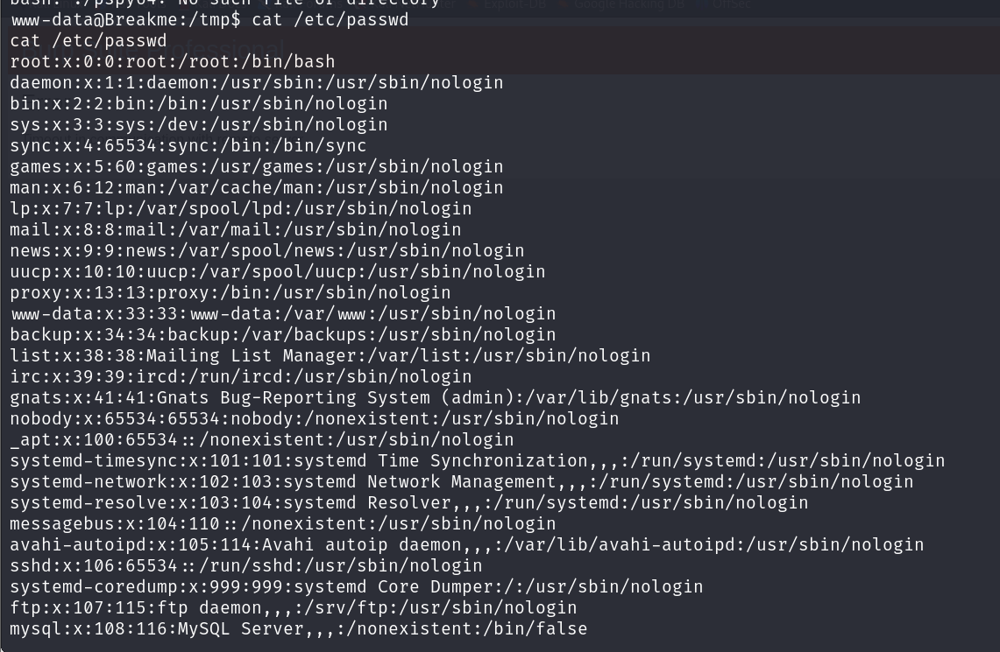 bash: ./pspy64: No such file or directory
www-data@Breakme:/tmp$ cat /etc/passwd
cat /etc/passwd
root:x:0:0:root:/root:/bin/bash
daemon:x:1:1:daemon:/usr/sbin:/usr/sbin/nologin
bin:x:2:2:bin:/bin:/usr/sbin/nologin
sys:x:3:3:sys:/dev:/usr/sbin/nologin
sync:x:4:65534:sync:/bin:/bin/sync
games:x:5:60:games:/usr/games:/usr/sbin/nologin
man:x:6:12:man:/var/cache/man:/usr/sbin/nologin
lp:x:7:7:lp:/var/spool/lpd:/usr/sbin/nologin
mail:x:8:8:mail:/var/mail:/usr/sbin/nologin
news:x:9:9:news:/var/spool/news:/usr/sbin/nologin
uucp:x:10:10:uucp:/var/spool/uucp:/usr/sbin/nologin
proxy:x:13:13:proxy:/bin:/usr/sbin/nologin
www-data:x:33:33:www-data:/var/www:/usr/sbin/nologin
backup:x:34:34:backup:/var/backups:/usr/sbin/nologin
list:x:38:38:Mailing List Manager:/var/list:/usr/sbin/nologin
irc:x:39:39:ircd:/run/ircd:/usr/sbin/nologin
gnats:x:41:41:Gnats Bug-Reporting System (admin):/var/lib/gnats:/usr/sbin/nologin
nobody:x:65534:65534:nobody:/nonexistent:/usr/sbin/nologin
_apt:x:100:65534::/nonexistent:/usr/sbin/nologin
systemd-timesync:x:101:101:systemd Time Synchronization,,,:/run/systemd:/usr/sbin/nologin
systemd-network:x:102:103:systemd Network Management,,,:/run/systemd:/usr/sbin/nologin
systemd-resolve:x:103:104:systemd Resolver,,,:/run/systemd:/usr/sbin/nologin
messagebus:x:104:110::/nonexistent:/usr/sbin/nologin
avahi-autoipd:x:105:114:Avahi autoip daemon,,,:/var/lib/avahi-autoipd:/usr/sbin/nologin
sshd:x:106:65534::/run/sshd:/usr/sbin/nologin
systemd-coredump:x:999:999:systemd Core Dumper:/:/usr/sbin/nologin
ftp:x:107:115:ftp daemon,,,:/srv/ftp:/usr/sbin/nologin
mysql:x:108:116:MySQL Server,,,:/nonexistent:/bin/false